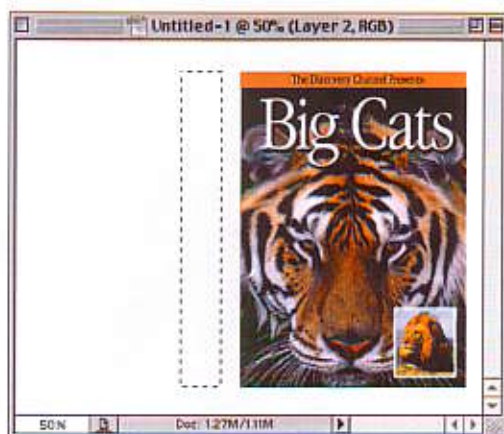 Untitled-1 @ 50% (Layer 2, RGB)
The Discovery Channel Presents
Big Cats
50%
Doc: 1.27M/1.11M